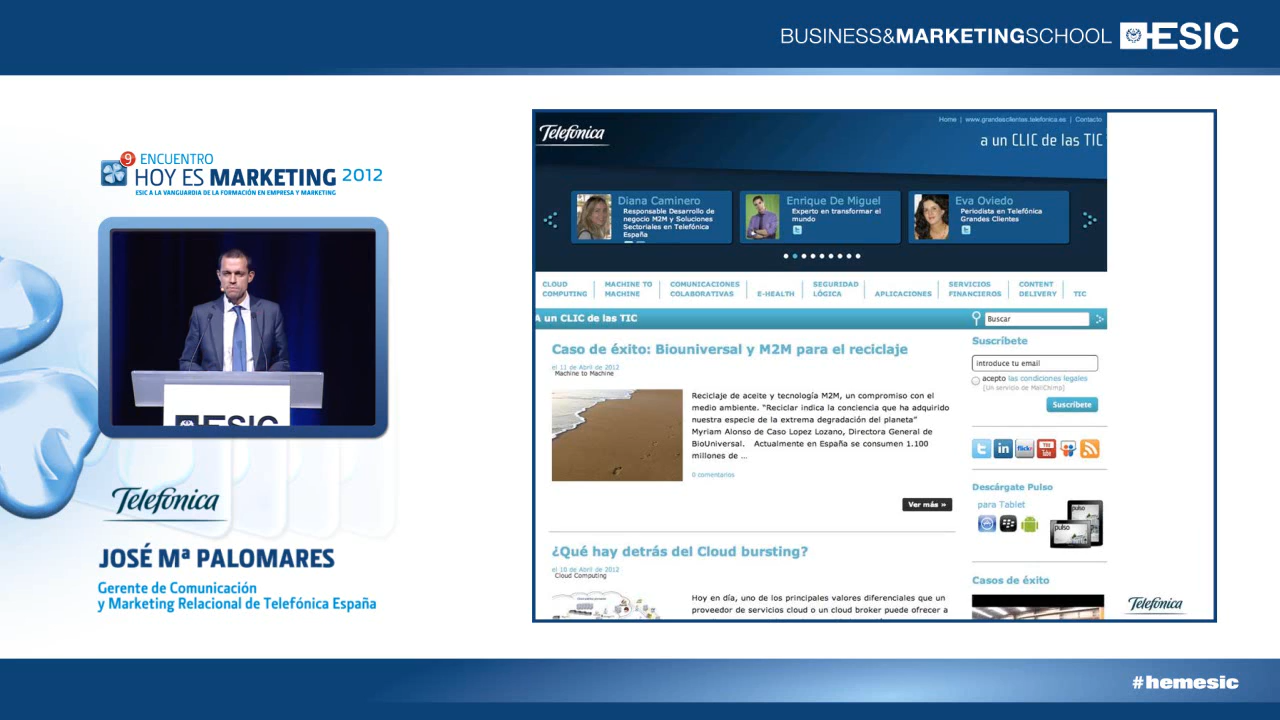 BUSINESS&MARKETINGSCHOOL ESIC
9 ENCUENTRO
HOY ES MARKETING 2012
ESIC A LA VANGUARDIA DE LA FORMACIÓN EN EMPRESA Y MARKETING
ESIC
Telefónica
JOSÉ Mª PALOMARES
Gerente de Comunicación
y Marketing Relacional de Telefónica España
Telefónica
Home | www.grandesclientes.telefonica.es | Contacto
a un CLIC de las TIC
Diana Caminero
Responsable Desarrollo de
negocio M2M y Soluciones
Sectoriales en Telefónica
España
Enrique De Miguel
Experto en transformar el
mundo
Eva Oviedo
Periodista en Telefónica
Grandes Clientes
CLOUD
COMPUTING
MACHINE TO
MACHINE
COMUNICACIONES
COLABORATIVAS
E-HEALTH
SEGURIDAD
LÓGICA
APLICACIONES
SERVICIOS
FINANCIEROS
CONTENT
DELIVERY
TIC
A un CLIC de las TIC
Buscar
Caso de éxito: Biouniversal y M2M para el reciclaje
el 11 de Abril de 2012
Machine to Machine
Reciclaje de aceite y tecnología M2M, un compromiso con el
medio ambiente. “Reciclar indica la conciencia que ha adquirido
nuestra especie de la extrema degradación del planeta”
Myriam Alonso de Caso Lopez Lozano, Directora General de
BioUniversal. Actualmente en España se consumen 1.100
millones de ...
0 comentarios
Ver más »
¿Qué hay detrás del Cloud bursting?
el 10 de Abril de 2012
Cloud Computing
Hoy en día, uno de los principales valores diferenciales que un
proveedor de servicios cloud o un cloud broker puede ofrecer a
Suscríbete
introduce tu email
acepto las condiciones legales
(Un servicio de MailChimp)
Suscríbete
in
flickr
You Tube
Descárgate Pulso
para Tablet
pulso
pulso
Casos de éxito
Telefónica
#hemesic